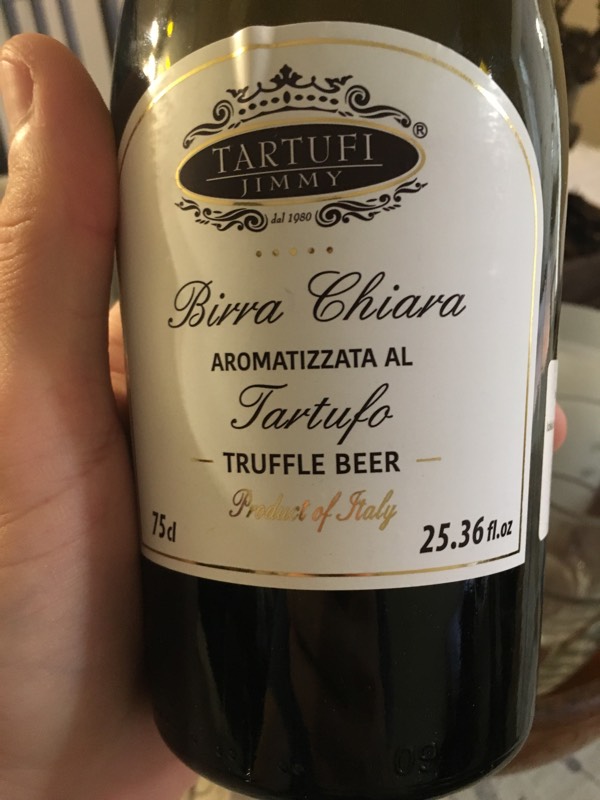 TARTUFI ®
JIMMY
dal 1980
Birra Chiara
AROMATIZZATA AL
Tartufo
TRUFFLE BEER
Product of Italy
75cl
25.36 fl.oz
09